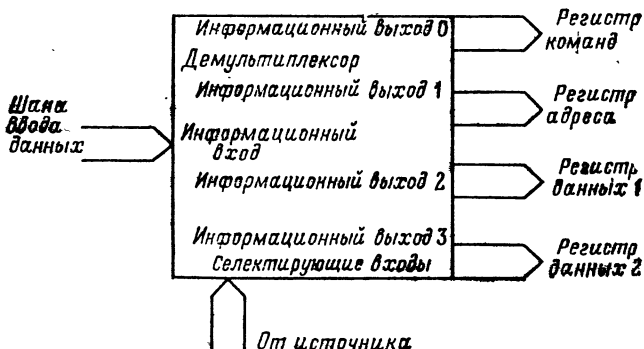 Информационный выход 0
Регистр
команд
Демультиплексор
Информационный выход 1
Регистр
адреса
Шина
ввода
данных
Информационный
вход
Информационный выход 2
Регистр
данных 1
Информационный выход 3
Селектирующие входы
Регистр
данных 2
От источника